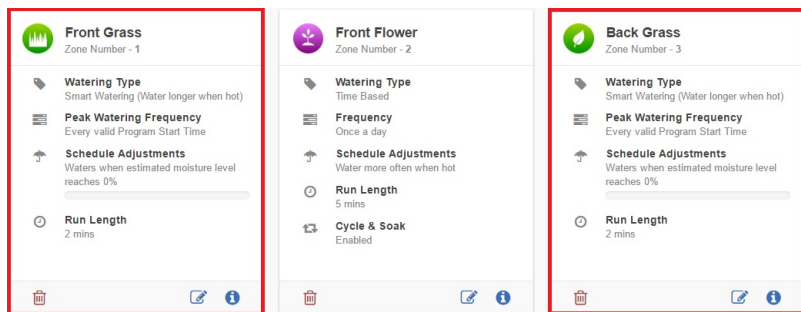 Front Grass
Zone Number - 1
Watering Type
Smart Watering (Water longer when hot)
Peak Watering Frequency
Every valid Program Start Time
Schedule Adjustments
Waters when estimated moisture level
reaches 0%
Run Length
2 mins
Front Flower
Zone Number - 2
Watering Type
Time Based
Frequency
Once a day
Schedule Adjustments
Water more often when hot
Run Length
5 mins
Cycle & Soak
Enabled
Back Grass
Zone Number - 3
Watering Type
Smart Watering (Water longer when hot)
Peak Watering Frequency
Every valid Program Start Time
Schedule Adjustments
Waters when estimated moisture level
reaches 0%
Run Length
2 mins